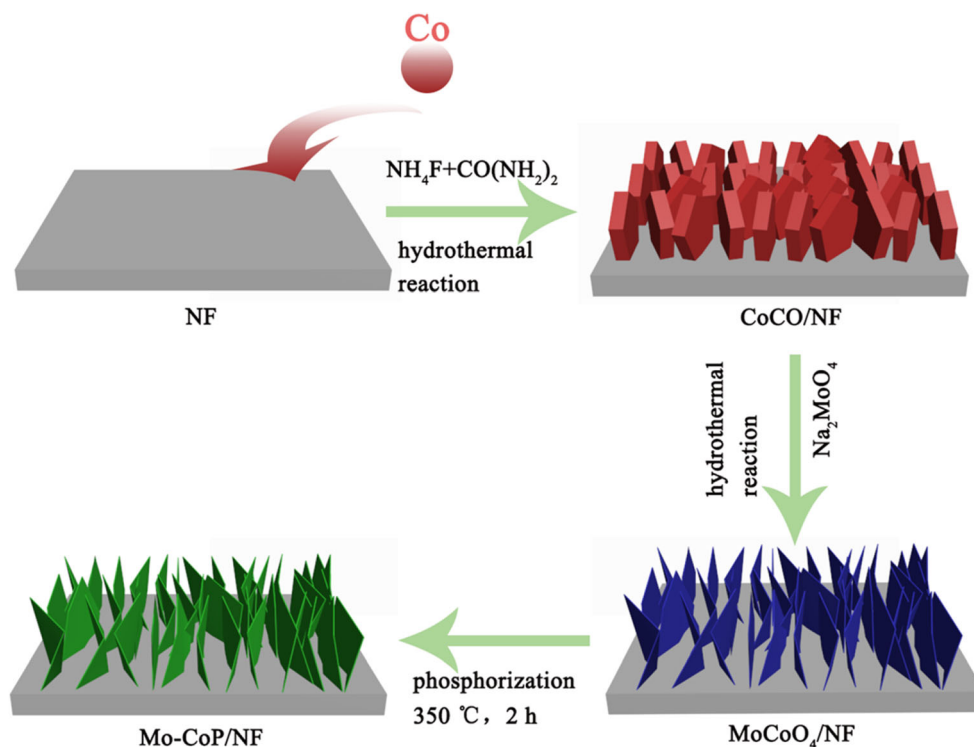 Co
NH₄F+CO(NH₂)₂
hydrothermal
reaction
NF
CoCO/NF
hydrothermal
reaction
Na₂MoO₄
phosphorization
350 ℃, 2 h
Mo-CoP/NF
MoCoO₄/NF